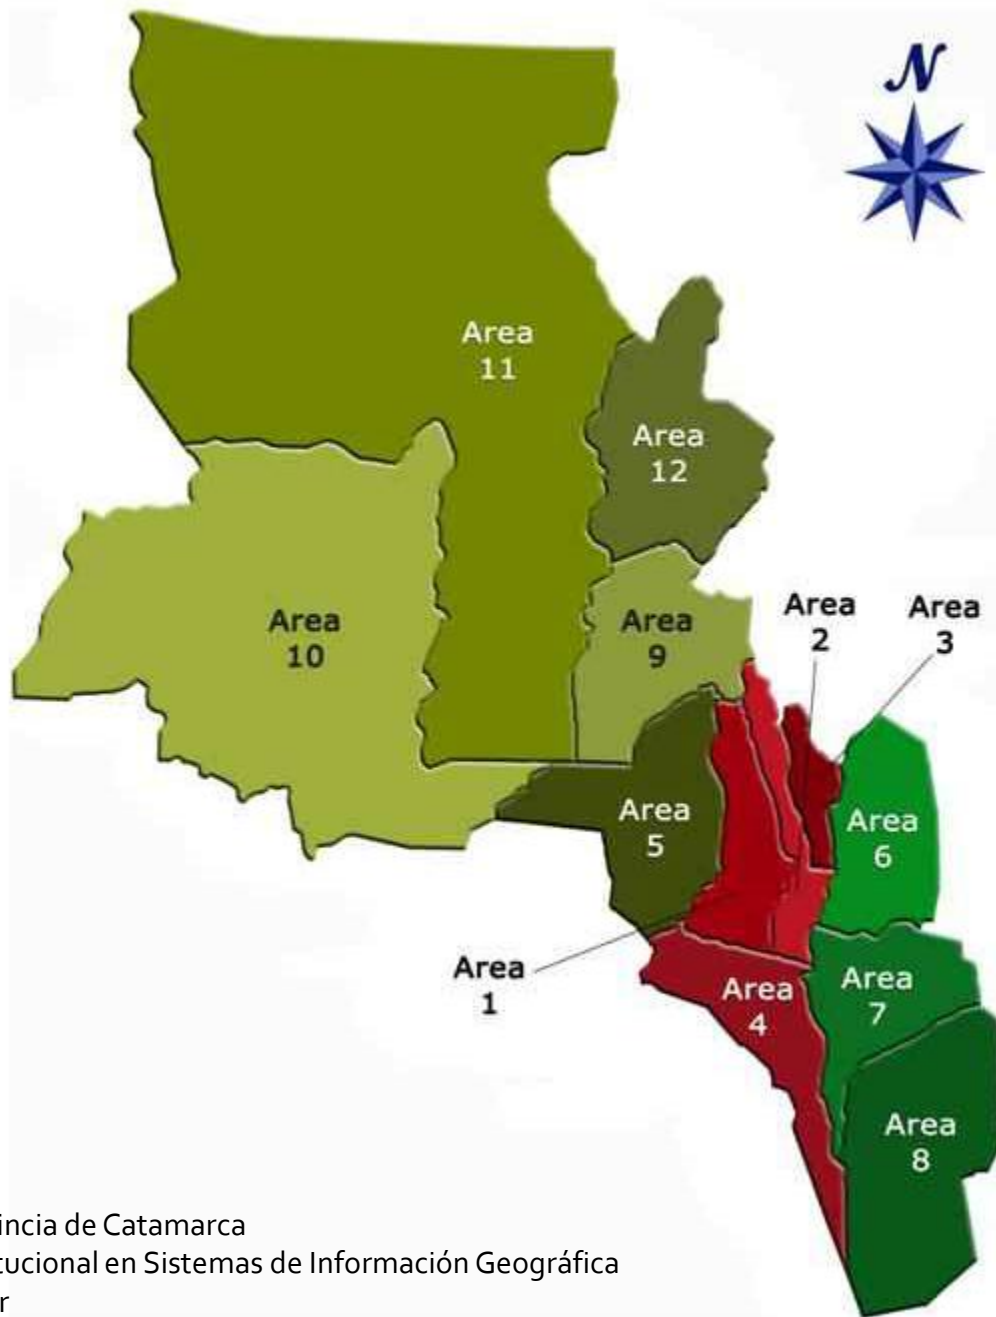 N
Area
11
Area
12
Area
10
Area
9
Area
2
Area
3
Area
5
Area
6
Area
1
Area
4
Area
7
Area
8
incia de Catamarca
tucional en Sistemas de Información Geográfica
r